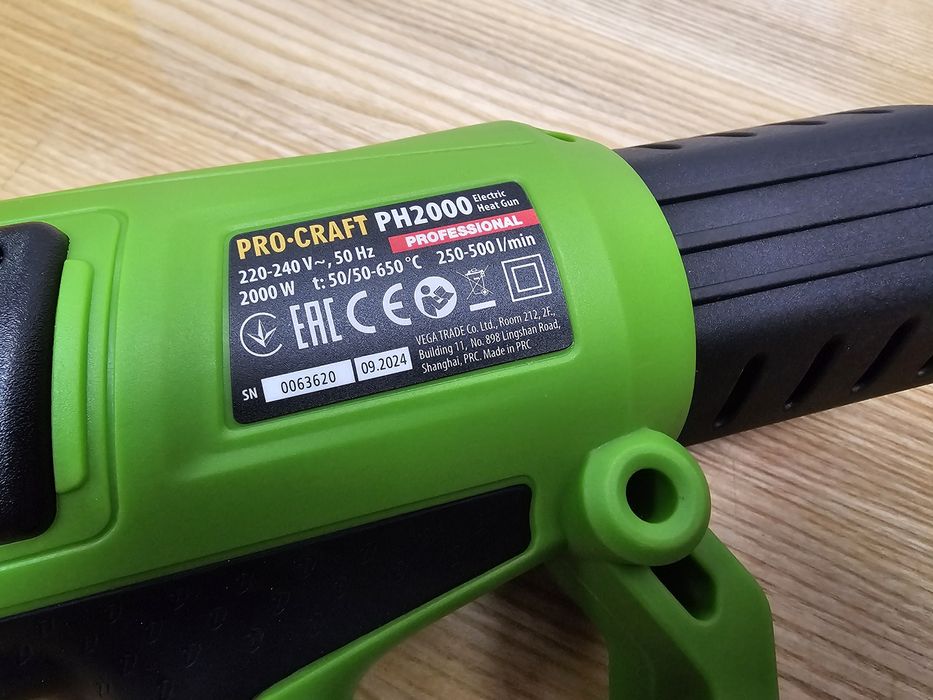 PRO•CRAFT PH2000 Electric Heat Gun
PROFESSIONAL
220-240 V~, 50 Hz
2000 W t: 50/50-650 °C 250-500 l/min
EAC CE
VEGA TRADE Co. Ltd., Room 212, 2F.,
Building 11, No. 898 Lingshan Road,
Shanghai, PRC. Made in PRC
SN 0063620 09.2024